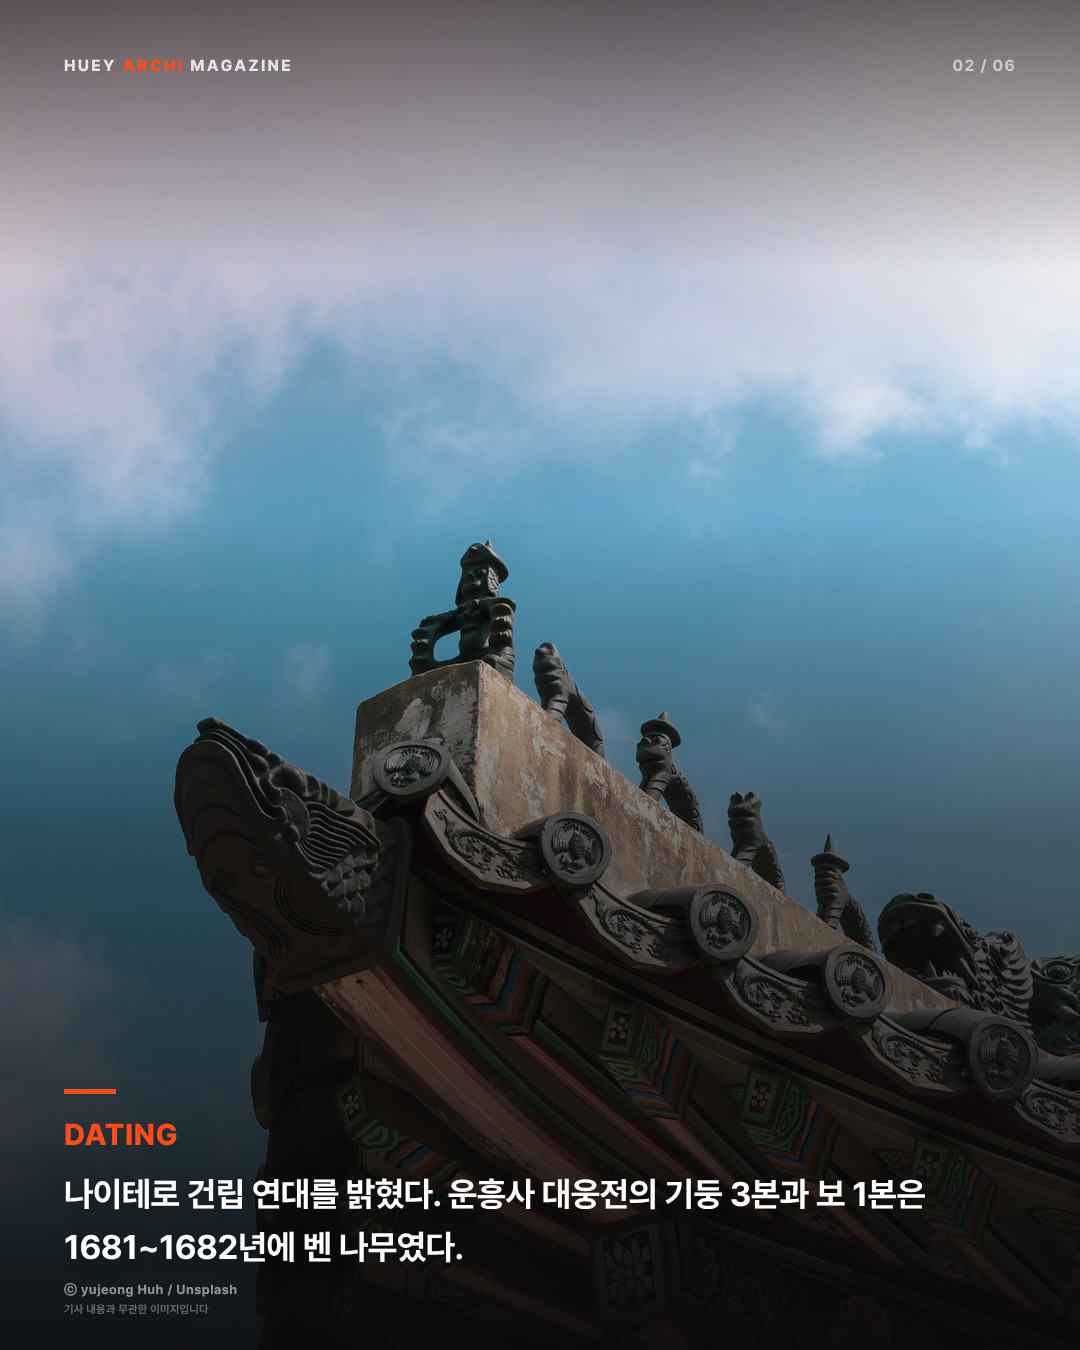 HUEY ARCHI MAGAZINE
02 / 06
DATING
나이테로 건립 연대를 밝혔다. 운흥사 대웅전의 기둥 3본과 보 1본은
1681~1682년에 벤 나무였다.
© yujeong Huh / Unsplash
기사 내용과 무관한 이미지입니다